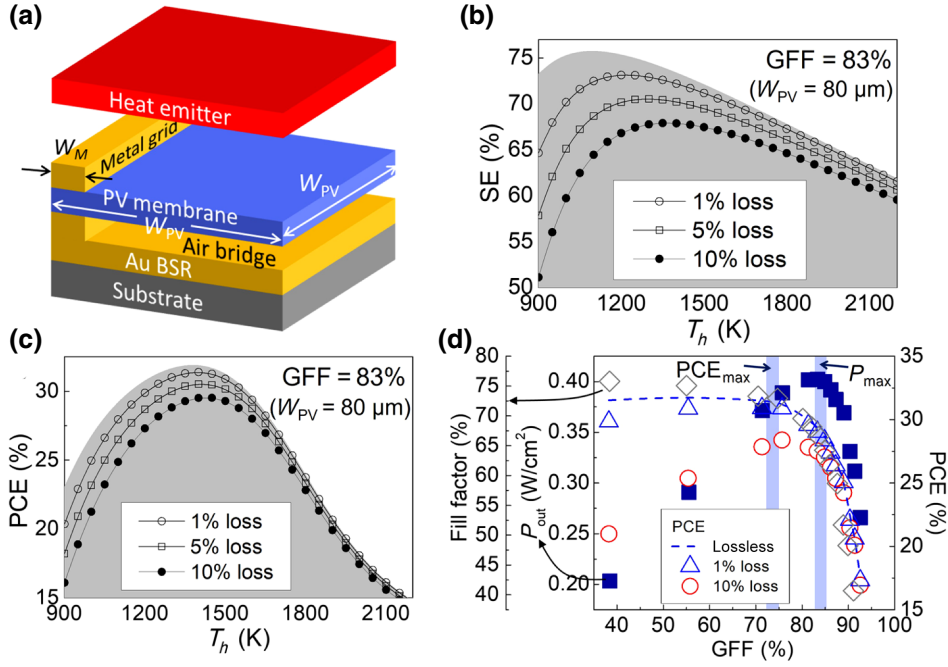 (a)
Heat emitter
W_M
Metal grid
W_PV
PV membrane
W_PV
Air bridge
Au BSR
Substrate
(b)
GFF = 83%
(W_PV = 80 µm)
SE (%)
75
70
65
60
55
50
1% loss
5% loss
10% loss
900 1200 1500 1800 2100
T_h (K)
(c)
GFF = 83%
(W_PV = 80 µm)
PCE (%)
30
25
20
15
1% loss
5% loss
10% loss
900 1200 1500 1800 2100
T_h (K)
(d)
PCE_max
P_max
Fill factor (%)
80
75
70
65
60
55
50
45
40
P_out (W/cm²)
0.40
0.35
0.30
0.25
0.20
PCE
Lossless
1% loss
10% loss
PCE (%)
35
30
25
20
15
40 50 60 70 80 90 100
GFF (%)